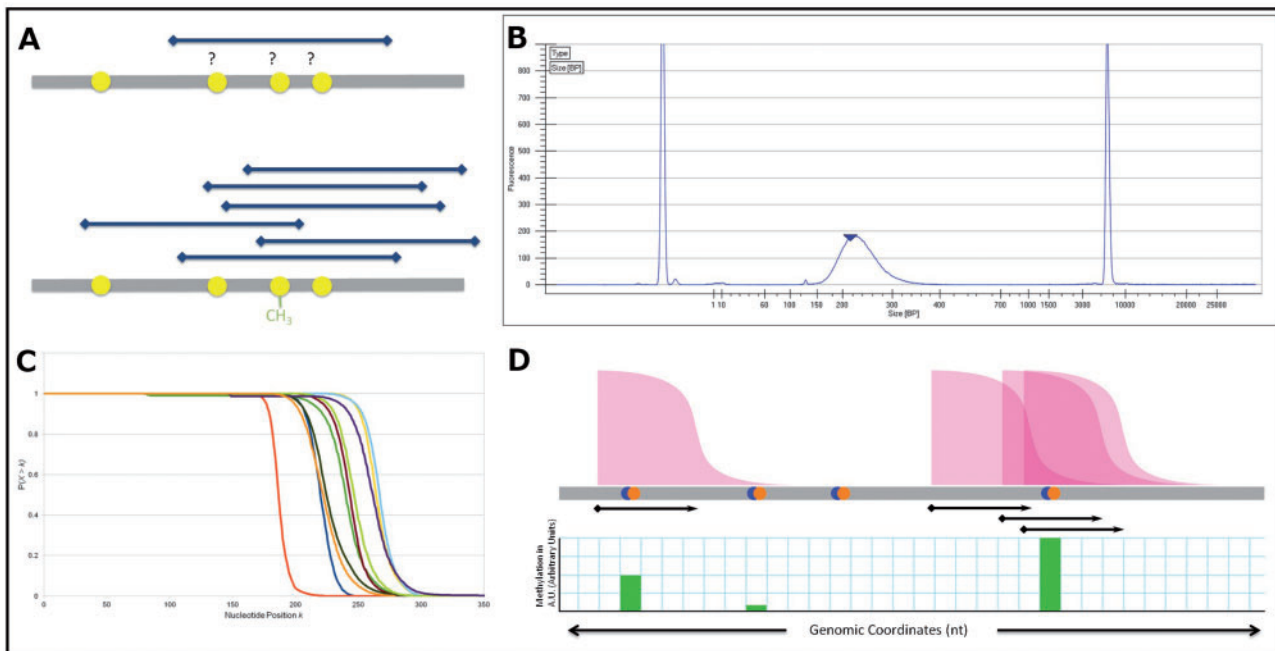 A
? ? ?
CH3
B
Type
Size [BP]
Fluorescence
800
700
600
500
400
300
200
100
0
1 10 60 100 150 200 300 400 700 1000 1500 3000 10000 20000 25000
Size [BP]
C
P(X > k)
1
0.8
0.6
0.4
0.2
0
0 50 100 150 200 250 300 350
Nucleotide Position k
D
Methylation in
A.U. (Arbitrary Units)
Genomic Coordinates (nt)